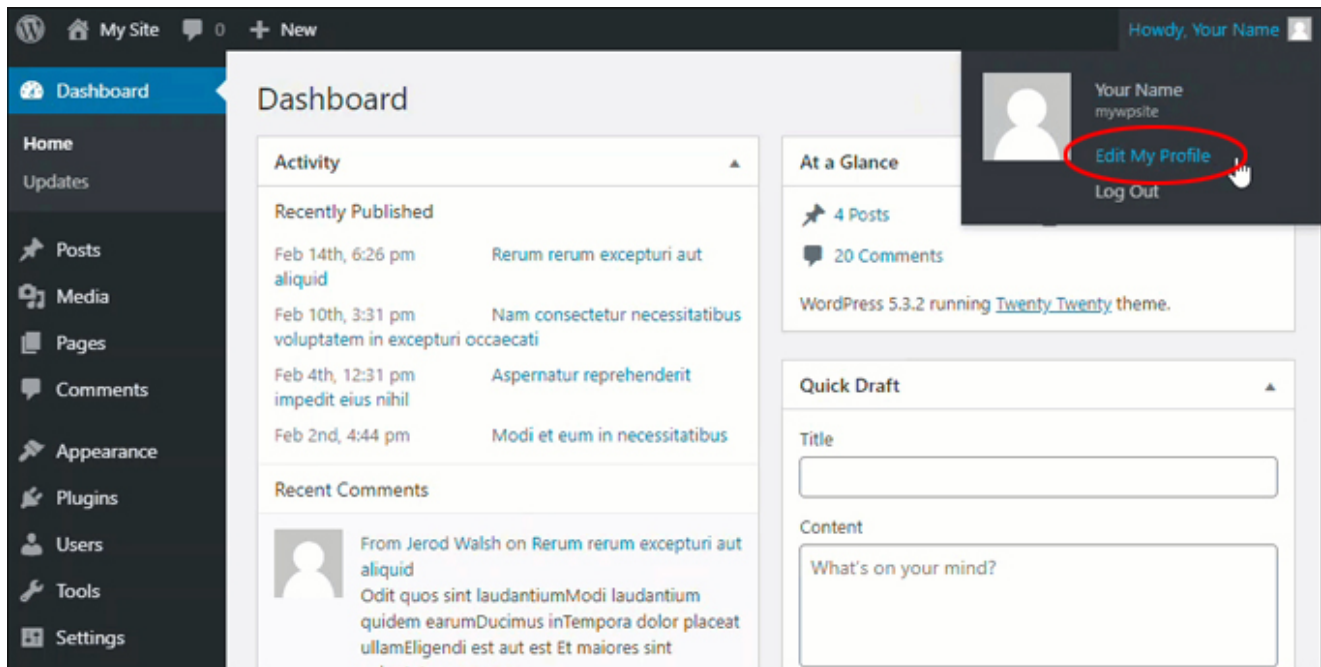 My Site 0 + New Howdy, Your Name
Dashboard
Home
Updates
Posts
Media
Pages
Comments
Appearance
Plugins
Users
Tools
Settings
Dashboard
Activity
Recently Published
Feb 14th, 6:26 pm Rerum rerum excepturi aut
aliquid
Feb 10th, 3:31 pm Nam consectetur necessitatibus
voluptatem in excepturi occaecati
Feb 4th, 12:31 pm Aspernatur reprehenderit
impedit eius nihil
Feb 2nd, 4:44 pm Modi et eum in necessitatibus
Recent Comments
From Jerod Walsh on Rerum rerum excepturi aut
aliquid
Odit quos sint laudantiumModi laudantium
quidem earumDucimus inTempora dolor placeat
ullamEligendi est aut est Et maiores sint
Your Name
mywpsite
Edit My Profile
Log Out
At a Glance
4 Posts
20 Comments
WordPress 5.3.2 running Twenty Twenty theme.
Quick Draft
Title
Content
What's on your mind?